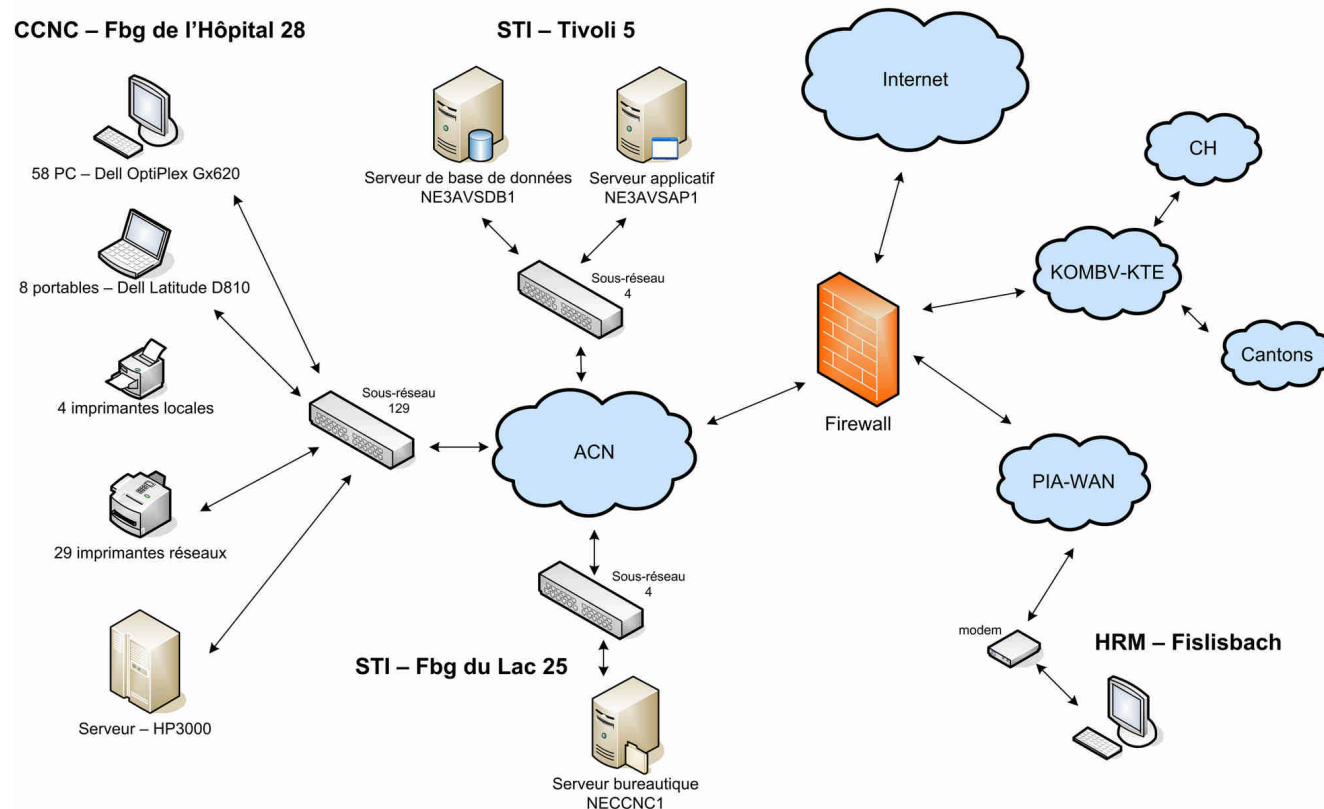 CCNC – Fbg de l'Hôpital 28
58 PC – Dell OptiPlex Gx620
8 portables – Dell Latitude D810
4 imprimantes locales
29 imprimantes réseaux
Serveur – HP3000
Sous-réseau
129
STI – Tivoli 5
Serveur de base de données
NE3AVSDB1
Serveur applicatif
NE3AVSAP1
Sous-réseau
4
ACN
Sous-réseau
4
STI – Fbg du Lac 25
Serveur bureautique
NECCNC1
Internet
Firewall
CH
KOMBV-KTE
Cantons
PIA-WAN
modem
HRM – Fislisbach